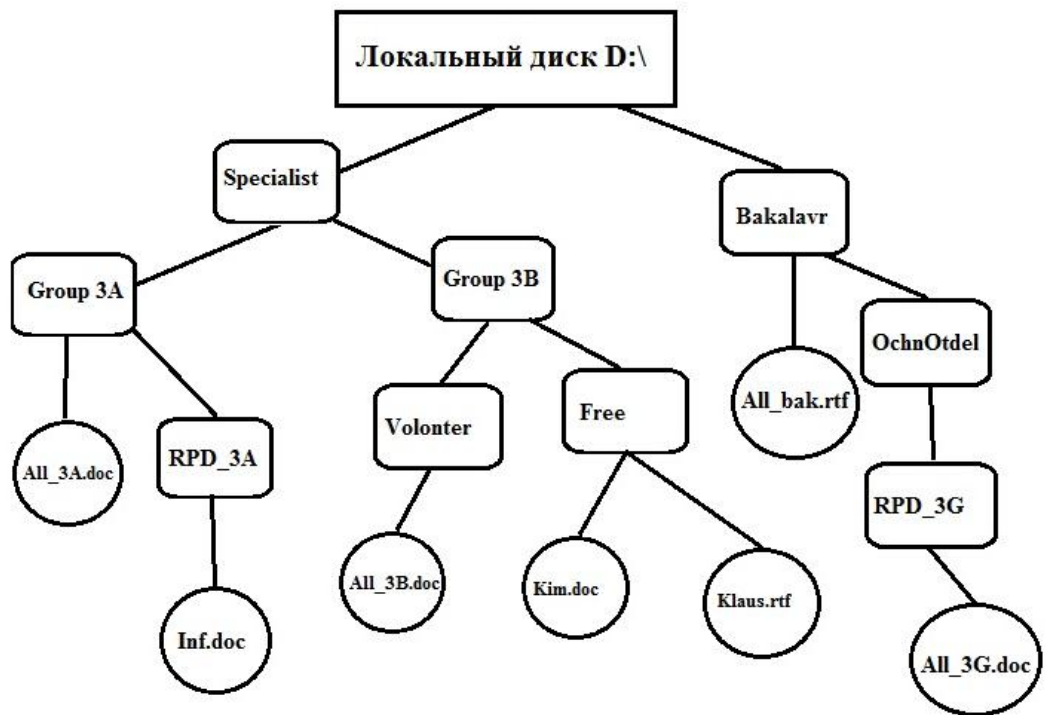 Локальный диск D:\
Specialist
Bakalavr
Group 3A
Group 3B
OchnOtdel
All_bak.rtf
Volonter
Free
All_3A.doc
RPD_3A
RPD_3G
All_3B.doc
Kim.doc
Klaus.rtf
Inf.doc
All_3G.doc